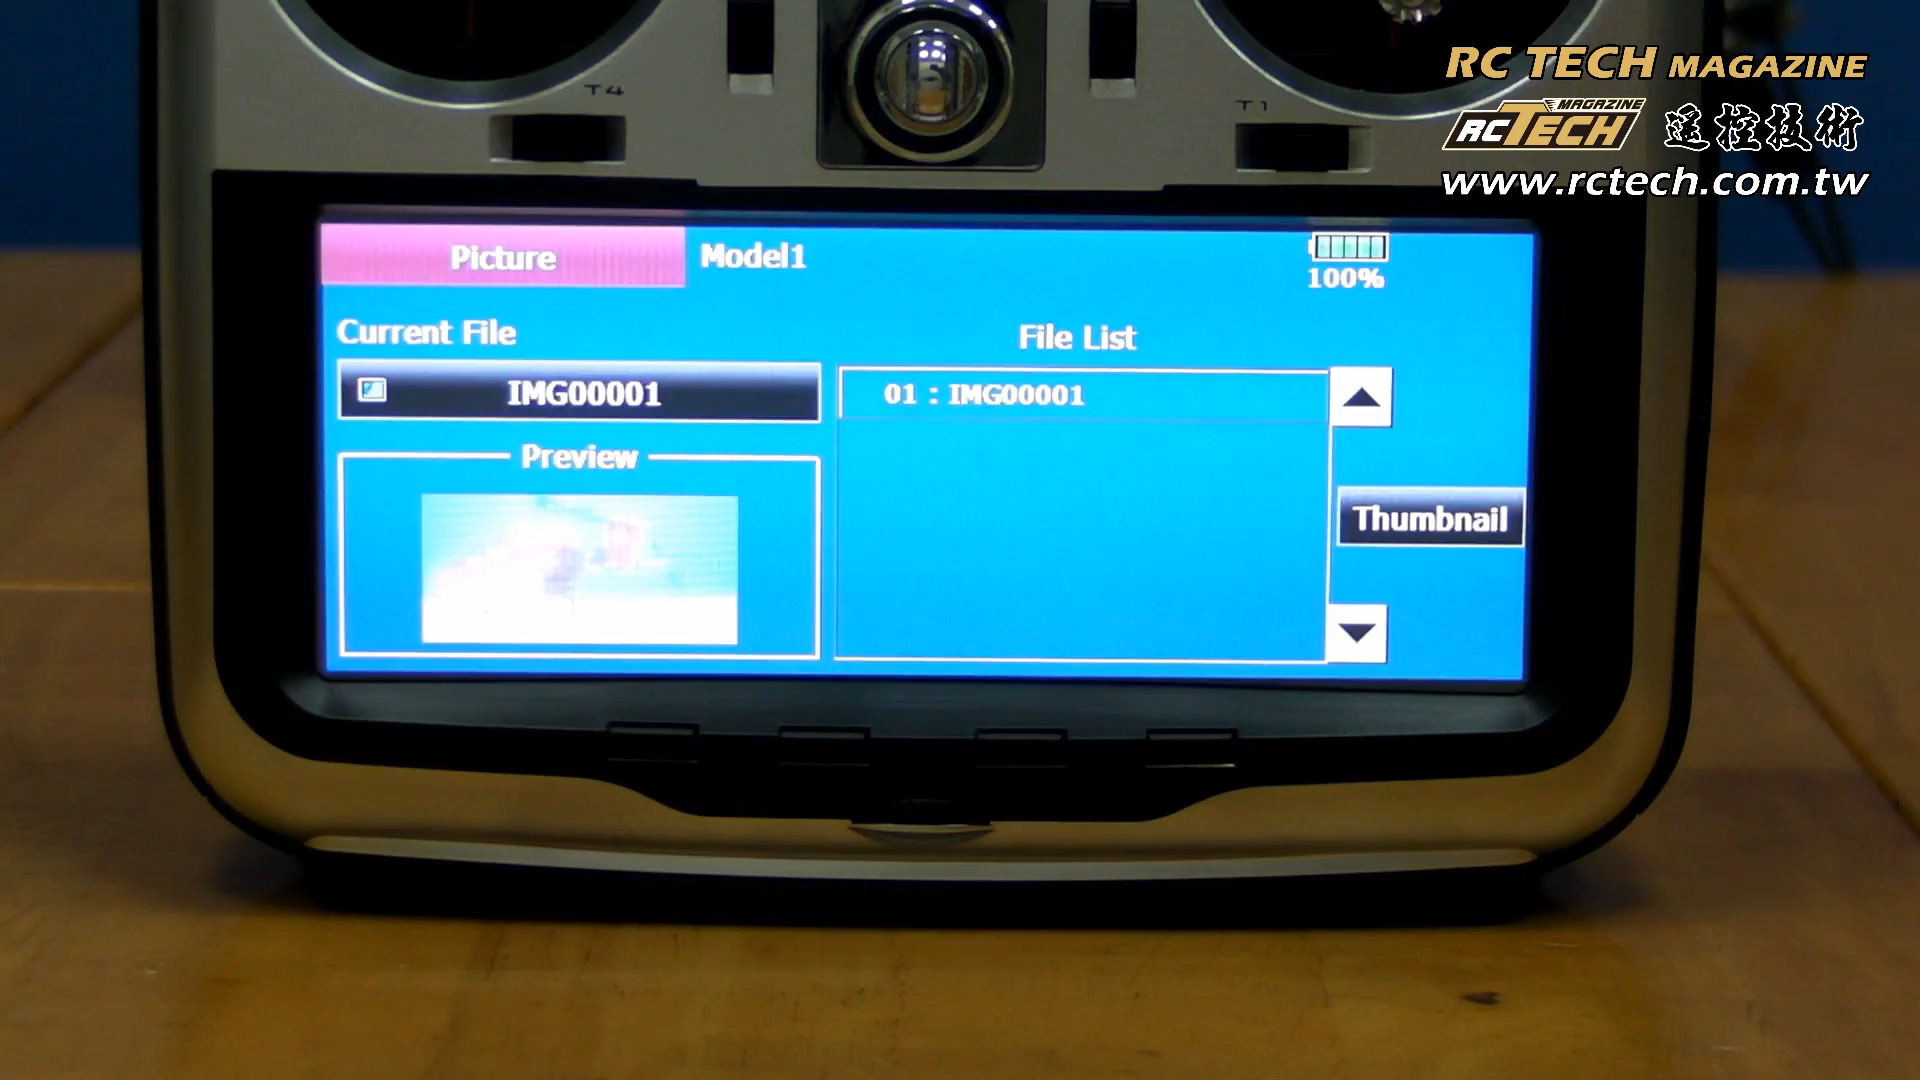 RC TECH MAGAZINE
MAGAZINE
RCTECH 遙控技術
www.rctech.com.tw
T4
T1
Picture
Model1
100%
Current File
File List
IMG00001
01 : IMG00001
Preview
Thumbnail